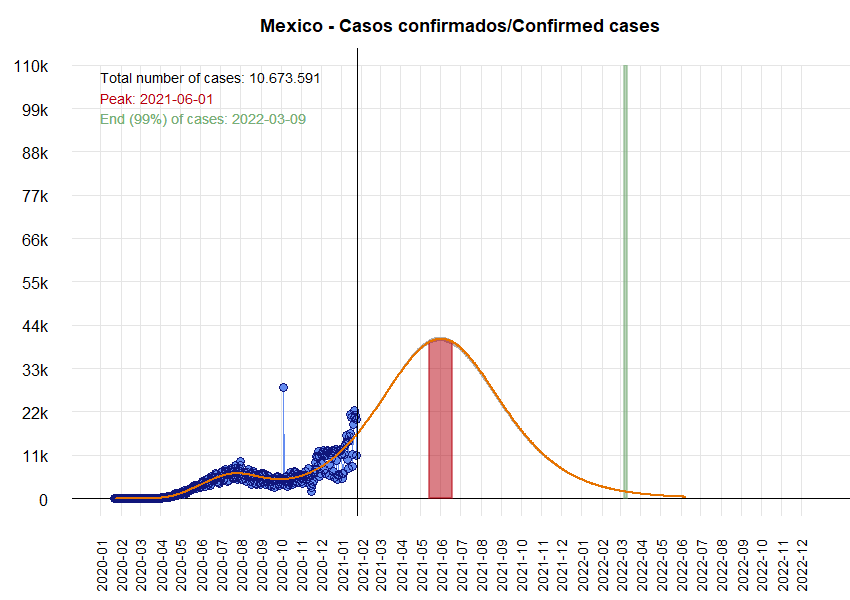 Mexico - Casos confirmados/Confirmed cases
110k
99k
88k
77k
66k
55k
44k
33k
22k
11k
0
Total number of cases: 10.673.591
Peak: 2021-06-01
End (99%) of cases: 2022-03-09
2020-01
2020-02
2020-03
2020-04
2020-05
2020-06
2020-07
2020-08
2020-09
2020-10
2020-11
2020-12
2021-01
2021-02
2021-03
2021-04
2021-05
2021-06
2021-07
2021-08
2021-09
2021-10
2021-11
2021-12
2022-01
2022-02
2022-03
2022-04
2022-05
2022-06
2022-07
2022-08
2022-09
2022-10
2022-11
2022-12